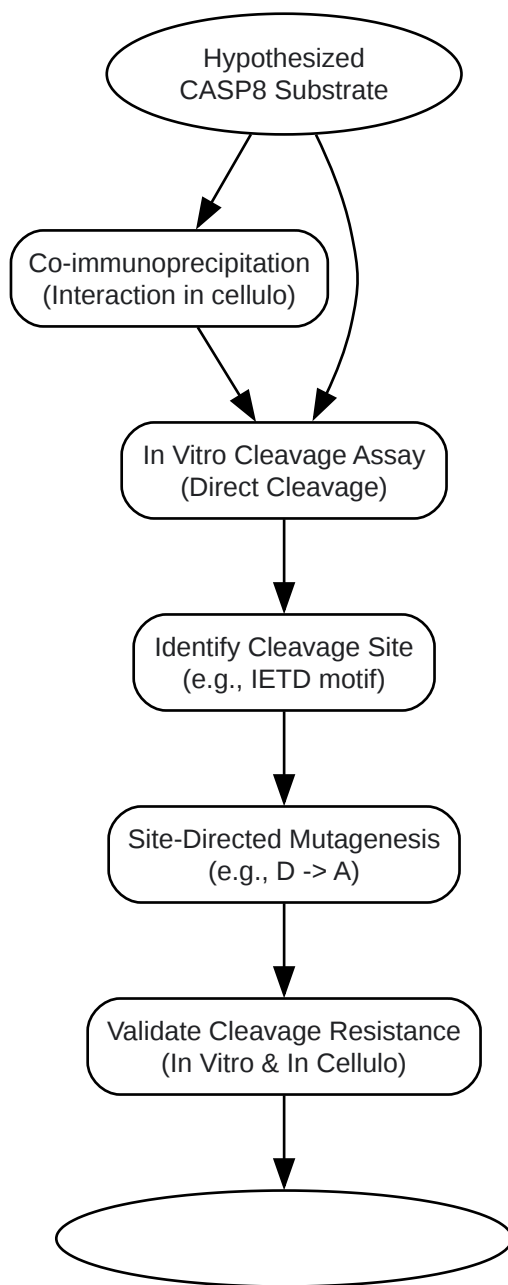 Hypothesized
CASP8 Substrate
Co-immunoprecipitation
(Interaction in cellulo)
In Vitro Cleavage Assay
(Direct Cleavage)
Identify Cleavage Site
(e.g., IETD motif)
Site-Directed Mutagenesis
(e.g., D -> A)
Validate Cleavage Resistance
(In Vitro & In Cellulo)